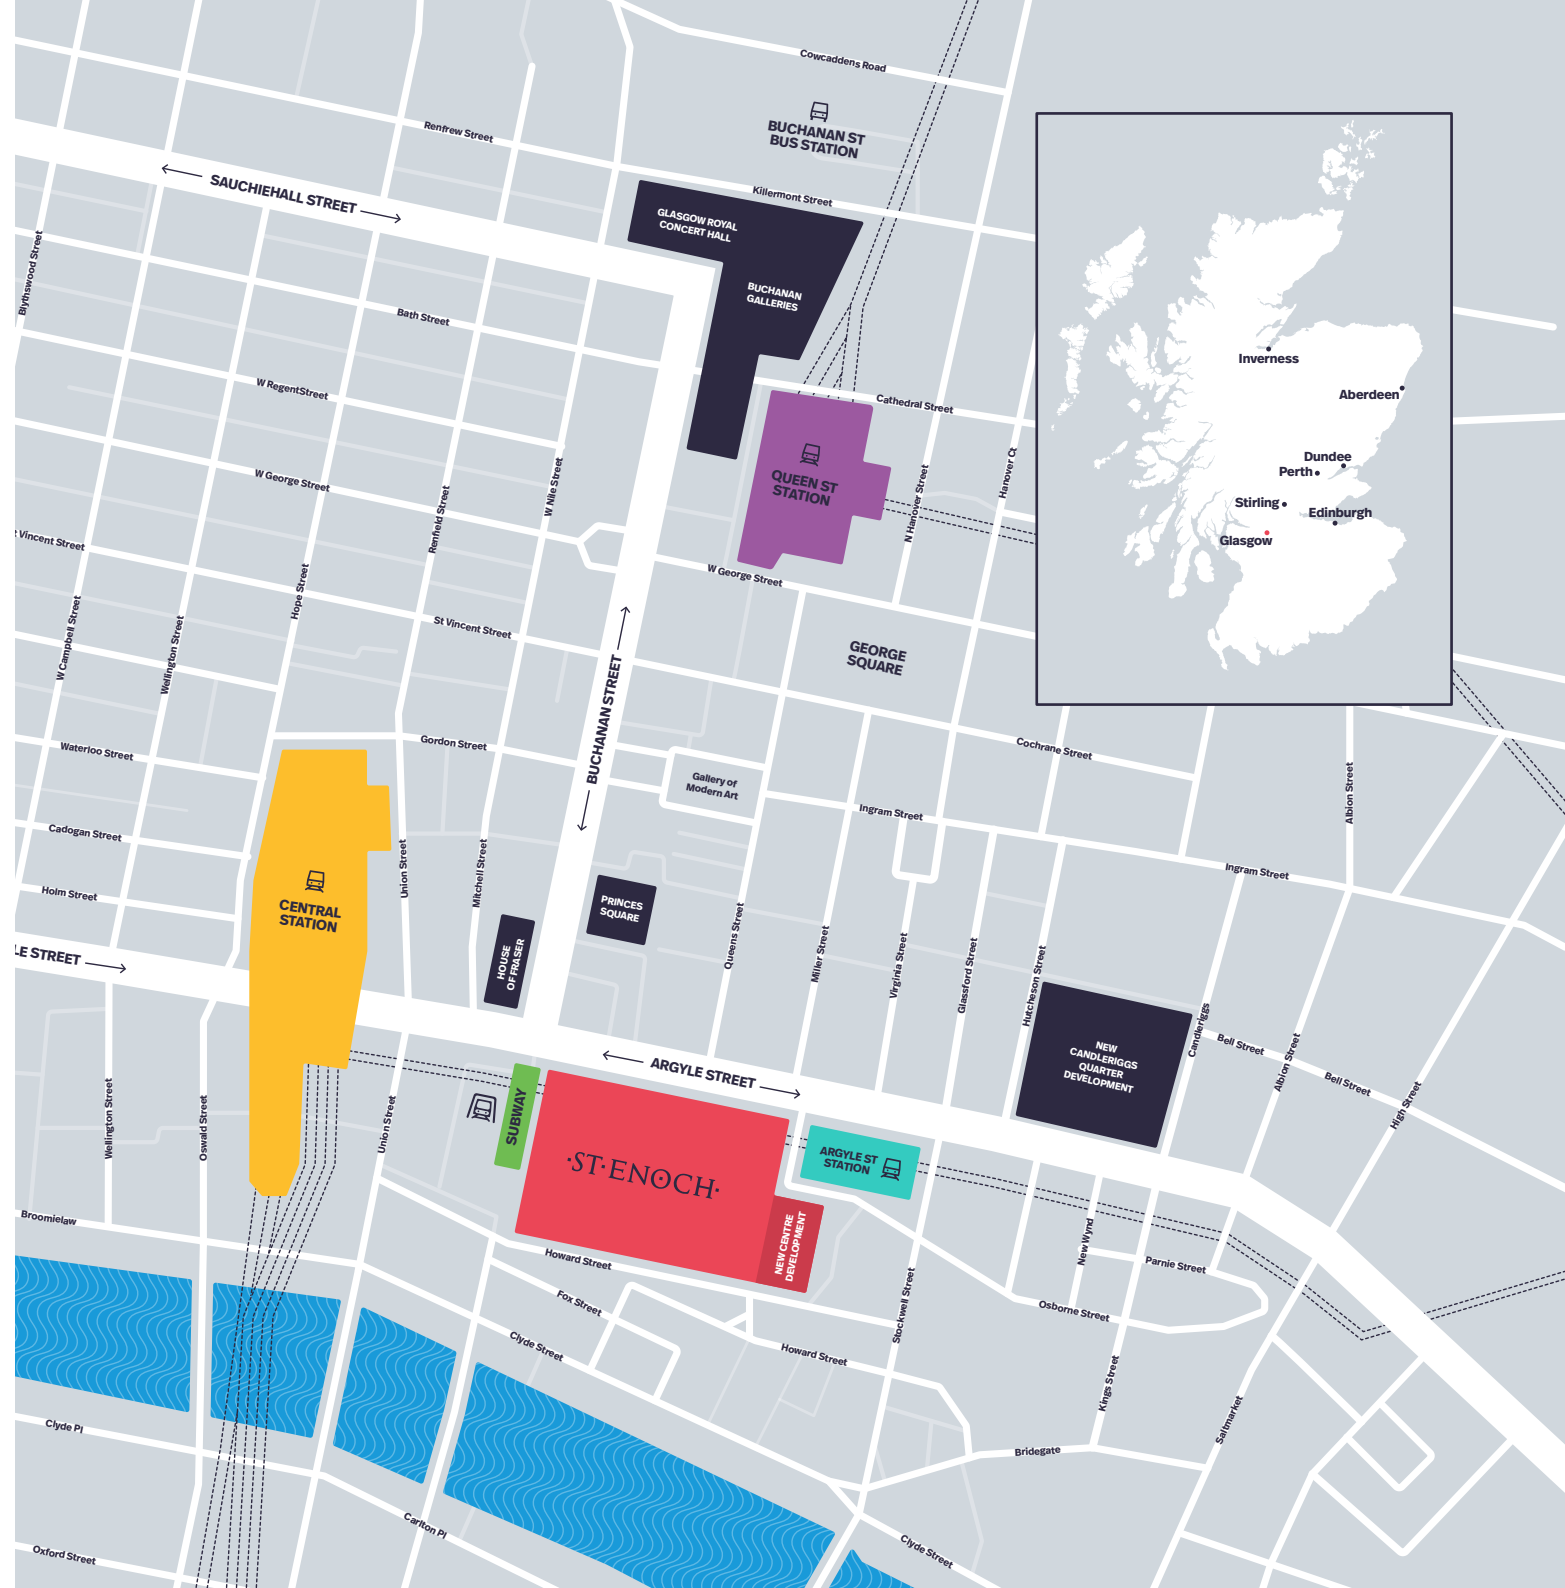 Cowcaddens Road
Renfrew Street
BUCHANAN ST
BUS STATION
SAUCHIEHALL STREET
Killermont Street
GLASGOW ROYAL
CONCERT HALL
BUCHANAN
GALLERIES
Blythswood Street
Bath Street
W RegentStreet
Cathedral Street
W George Street
W Nile Street
Renfield Street
QUEEN ST
STATION
N Hanover Street
Hanover Ct
Inverness
Aberdeen
Dundee
Perth
Stirling
Edinburgh
Glasgow
t Vincent Street
W George Street
Hope Street
W Campbell Street
Wellington Street
St Vincent Street
GEORGE
SQUARE
BUCHANAN STREET
Waterloo Street
Gordon Street
Cochrane Street
Gallery of
Modern Art
Albion Street
Ingram Street
Cadogan Street
Union Street
Mitchell Street
Ingram Street
Holm Street
CENTRAL
STATION
PRINCES
SQUARE
HOUSE
OF FRASER
Queens Street
Miller Street
Virginia Street
Glassford Street
Hutcheson Street
LE STREET
Candleriggs
Bell Street
NEW
CANDLERIGGS
QUARTER
DEVELOPMENT
Albion Street
Bell Street
High Street
ARGYLE STREET
Wellington Street
Oswald Street
Union Street
SUBWAY
ST·ENOCH
ARGYLE ST
STATION
NEW CENTRE
DEVELOPMENT
Broomielaw
Howard Street
New Wynd
Parnie Street
Fox Street
Stockwell Street
Osborne Street
Clyde Street
Howard Street
Kings Street
Saltmarket
Clyde Pl
Bridegate
Carlton Pl
Clyde Street
Oxford Street